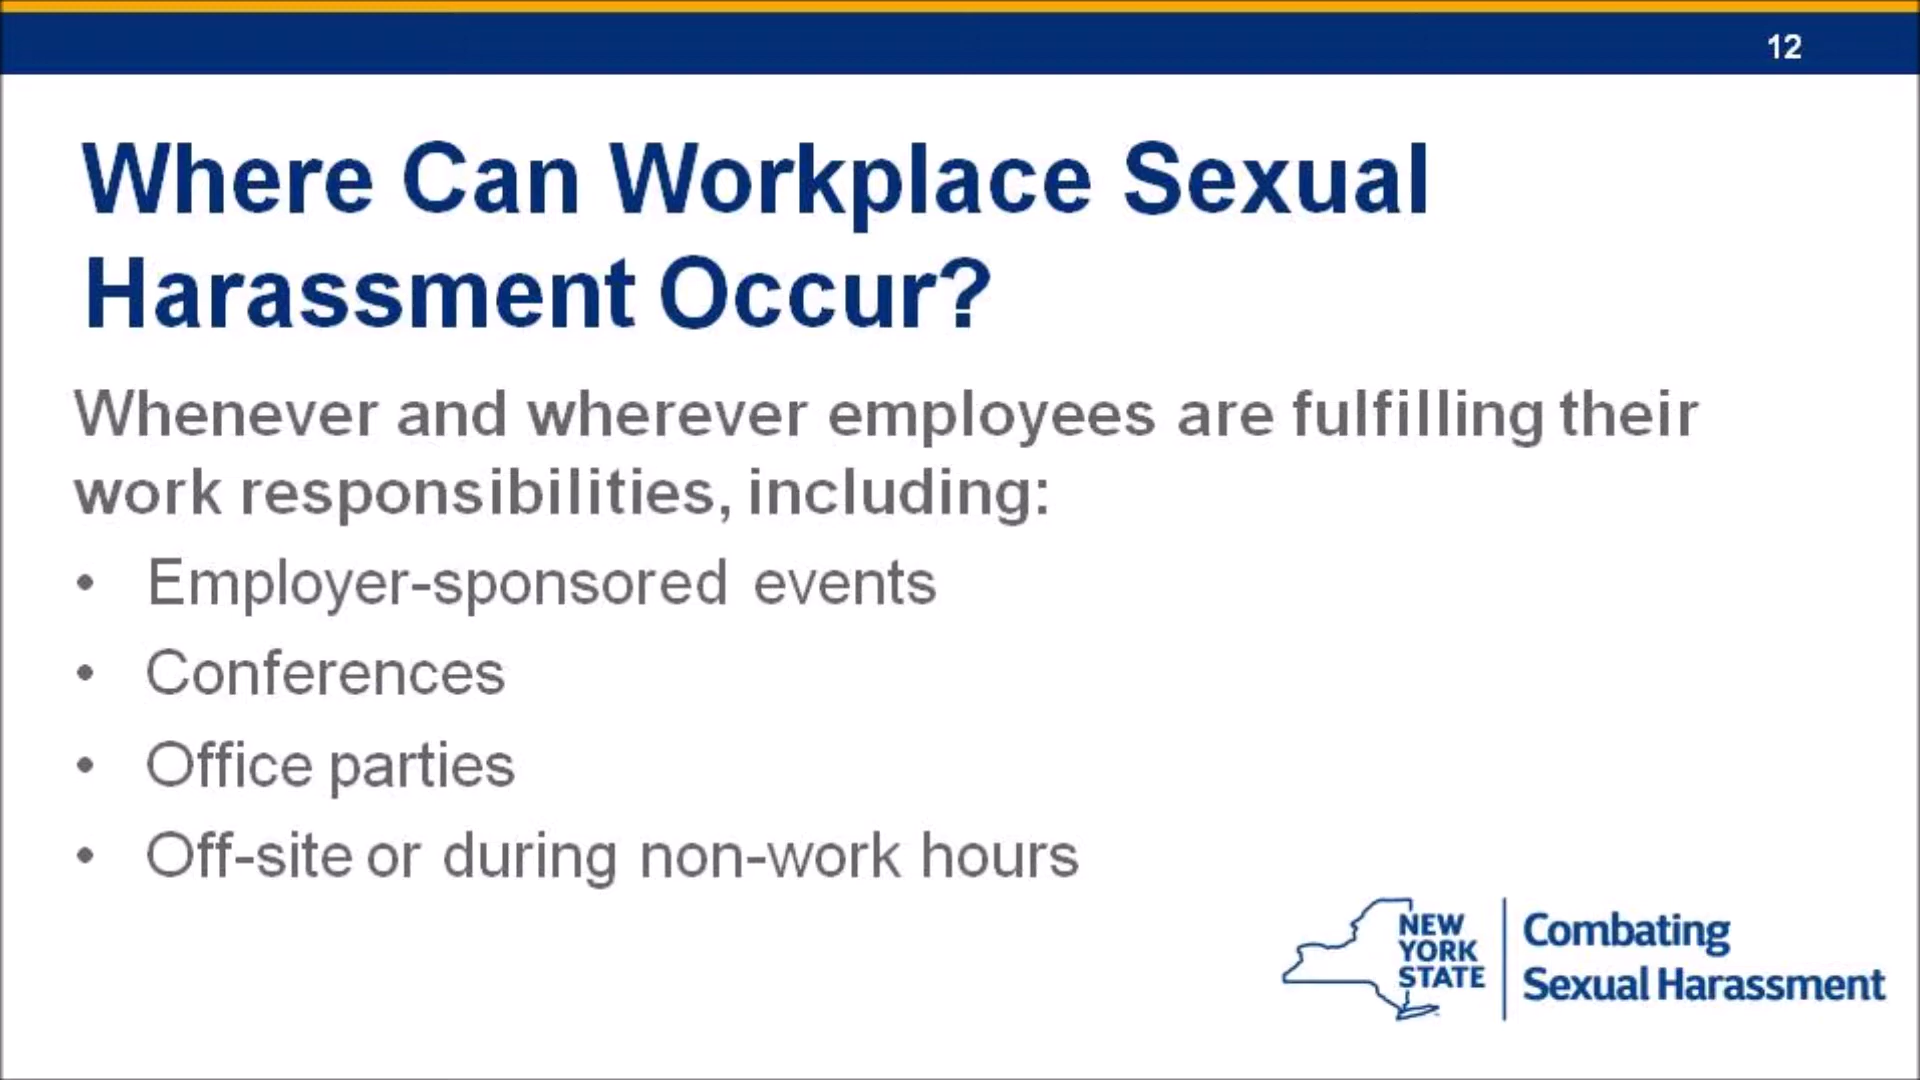 12
Where Can Workplace Sexual
Harassment Occur?
Whenever and wherever employees are fulfilling their
work responsibilities, including:
• Employer-sponsored events
• Conferences
• Office parties
• Off-site or during non-work hours
NEW
YORK
STATE
Combating
Sexual Harassment